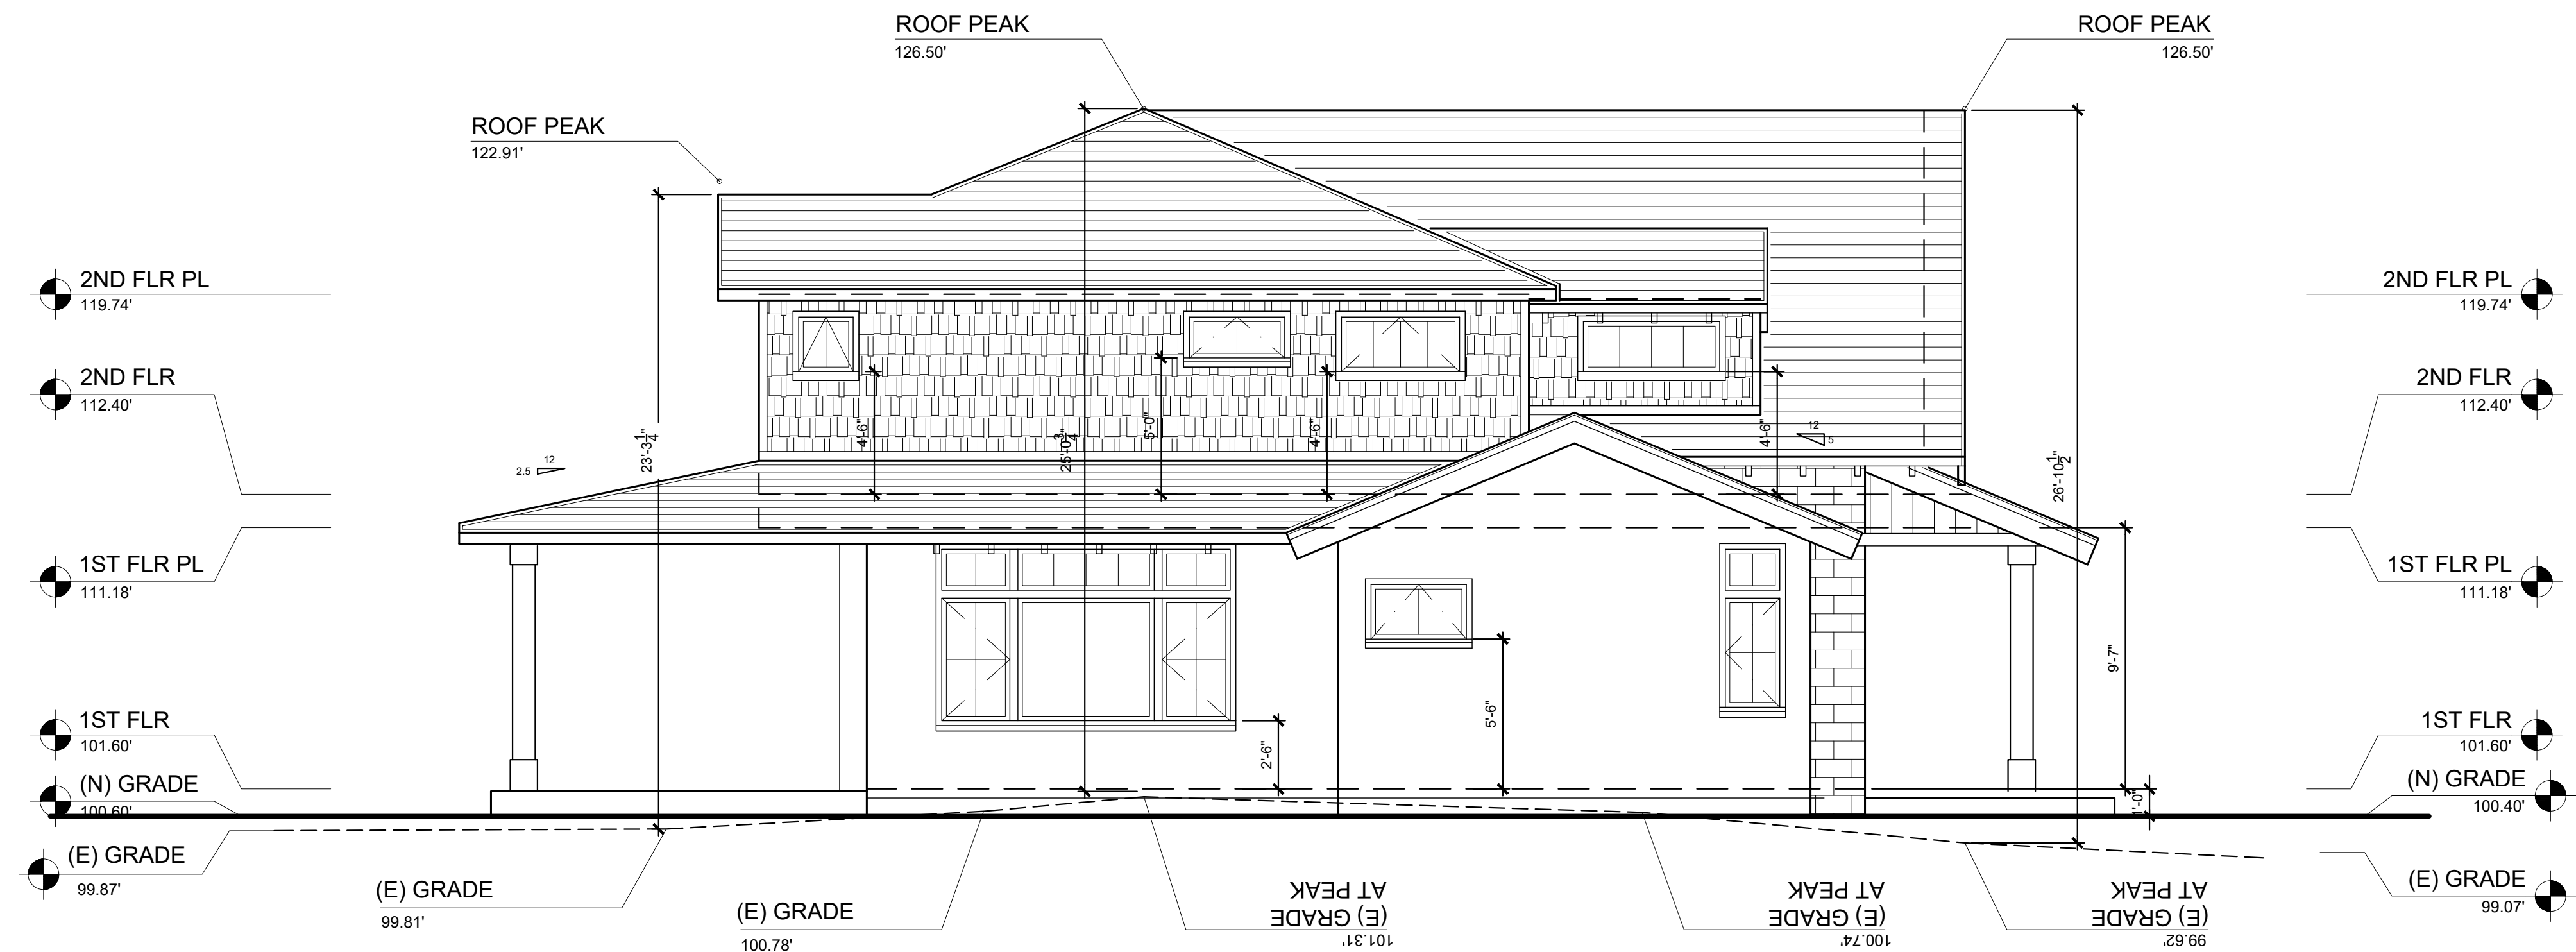 ROOF PEAK
126.50'
ROOF PEAK
126.50'
ROOF PEAK
122.91'
2ND FLR PL
119.74'
2ND FLR PL
119.74'
2ND FLR
112.40'
2ND FLR
112.40'
1ST FLR PL
111.18'
1ST FLR PL
111.18'
1ST FLR
101.60'
1ST FLR
101.60'
(N) GRADE
100.60'
(N) GRADE
100.40'
(E) GRADE
99.87'
(E) GRADE
99.07'
23'-3 1/4"
4'-6"
25'-0 3/4"
5'-0"
4'-6"
4'-6"
12
5
12
2.5
26'-10 1/2"
9'-7"
5'-6"
2'-6"
1'-0"
(E) GRADE
99.81'
(E) GRADE
100.78'
(E) GRADE
AT PEAK
101.31'
(E) GRADE
AT PEAK
100.74'
(E) GRADE
AT PEAK
99.62'